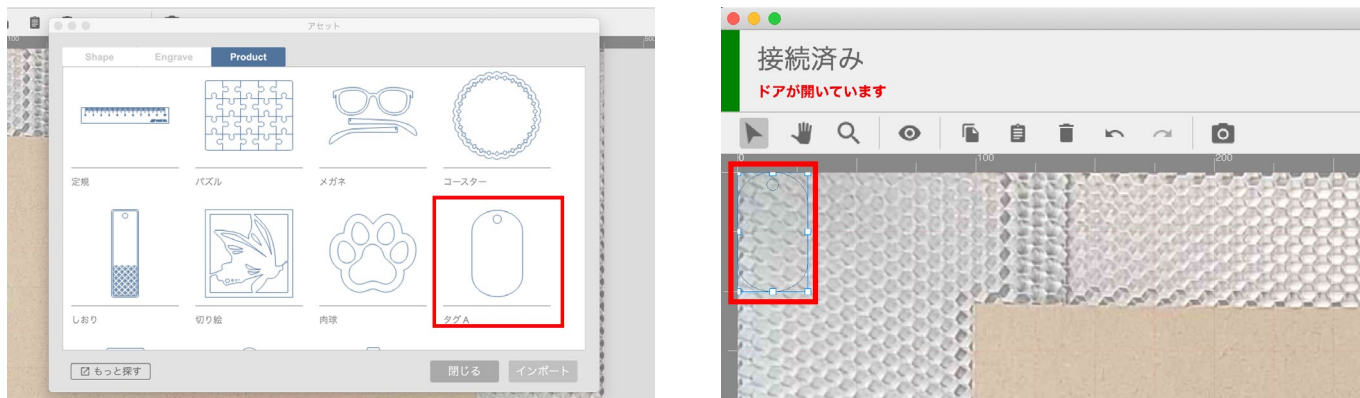 アセット
Shape
Engrave
Product
定規
パズル
メガネ
コースター
しおり
切り絵
肉球
タグA
もっと探す
閉じる
インポート
接続済み
ドアが開いています
0
100
200